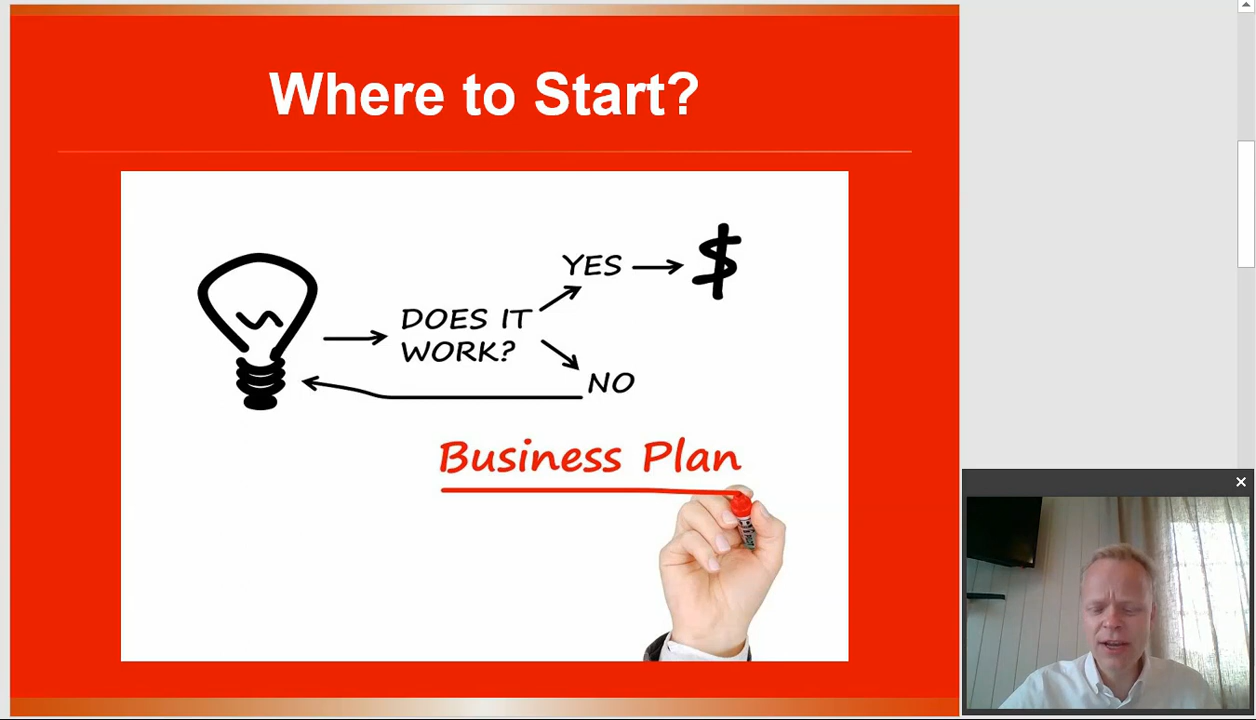 Where to Start?
YES
$
DOES IT
WORK?
NO
Business Plan